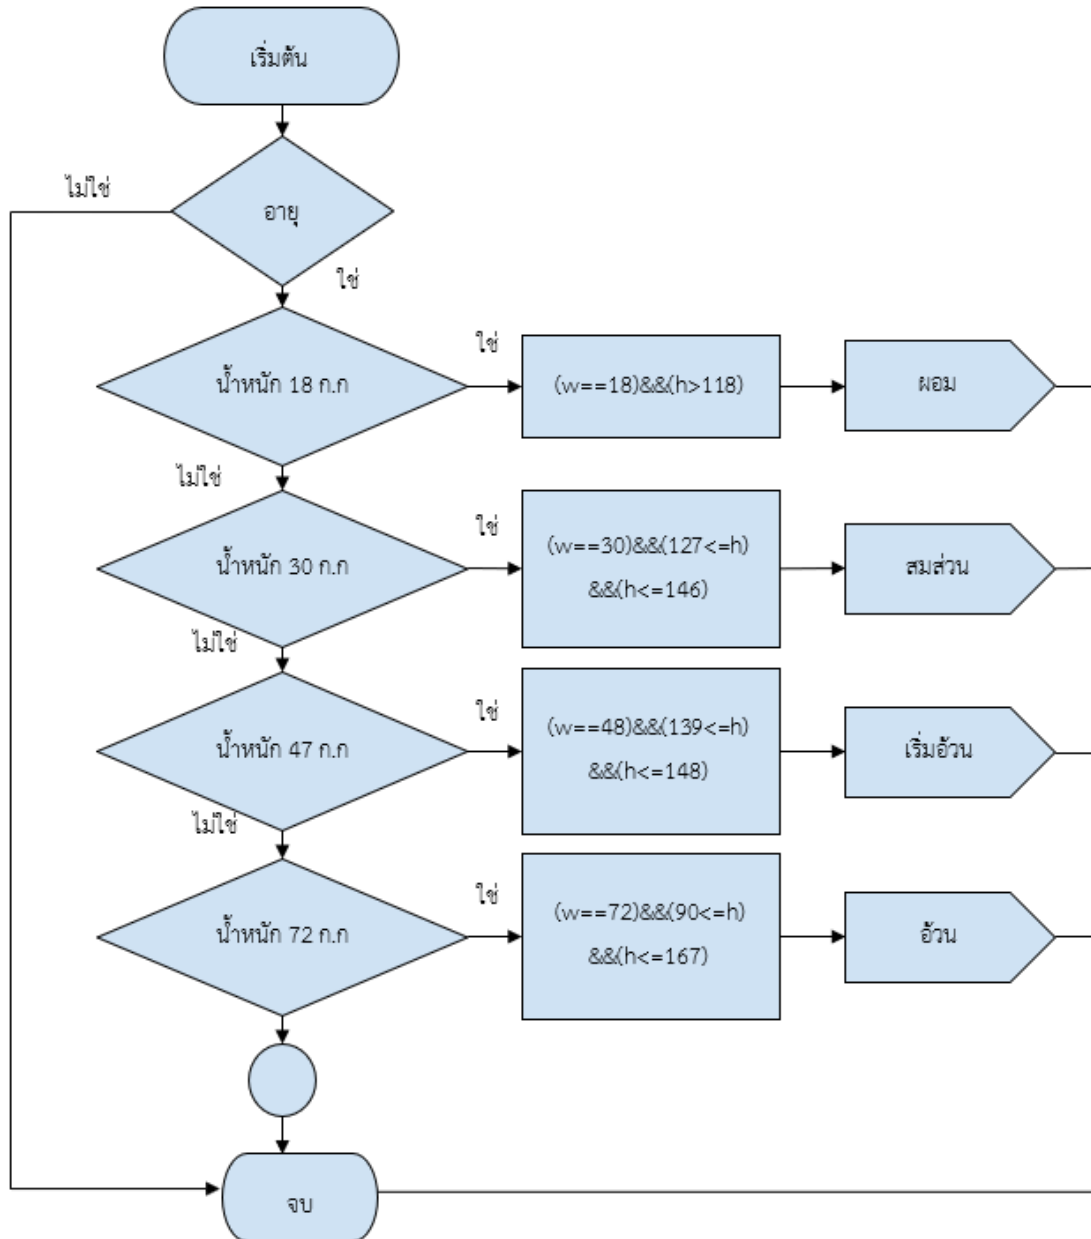 เริ่มต้น
ไม่ใช่
อายุ
ใช่
น้ำหนัก 18 ก.ก
ใช่
(w==18)&&(h>118)
ผอม
ไม่ใช่
น้ำหนัก 30 ก.ก
ใช่
(w==30)&&(127<=h)
&&(h<=146)
สมส่วน
ไม่ใช่
น้ำหนัก 47 ก.ก
ใช่
(w==48)&&(139<=h)
&&(h<=148)
เริ่มอ้วน
ไม่ใช่
น้ำหนัก 72 ก.ก
ใช่
(w==72)&&(90<=h)
&&(h<=167)
อ้วน
จบ